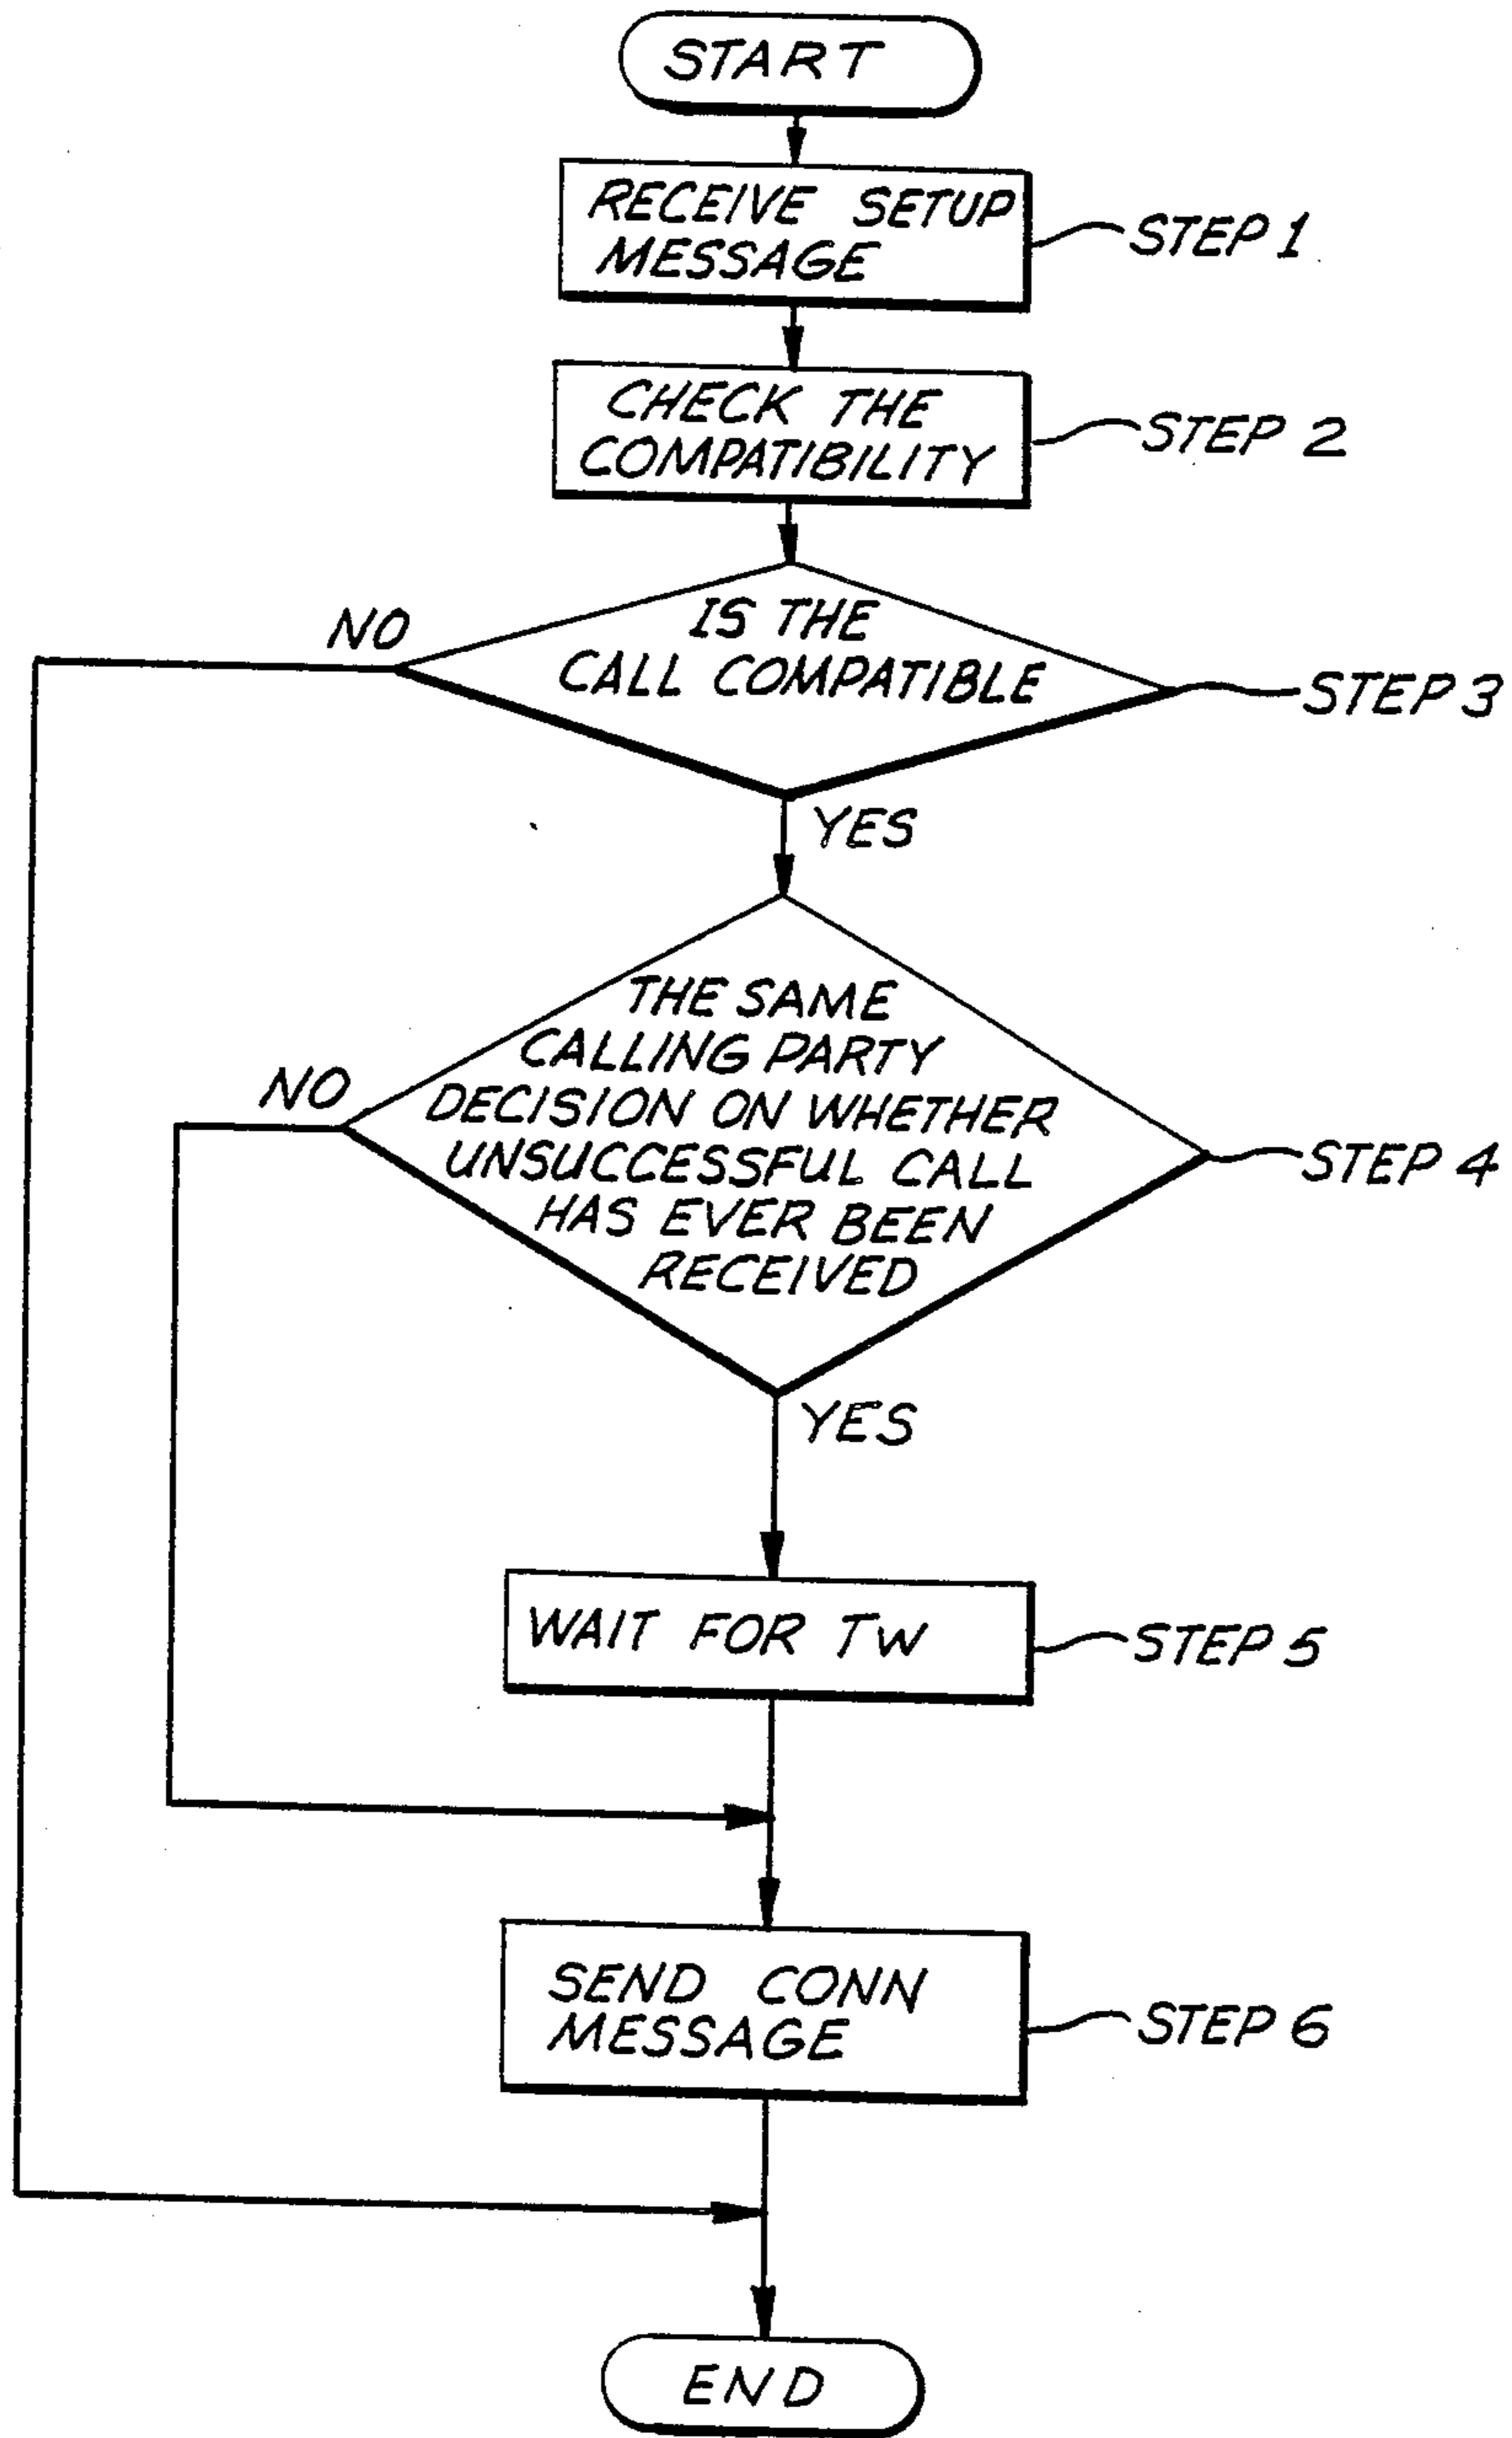 START
RECEIVE SETUP
MESSAGE
STEP 1
CHECK THE
COMPATIBILITY
STEP 2
NO
IS THE
CALL COMPATIBLE
STEP 3
YES
THE SAME
CALLING PARTY
NO
DECISION ON WHETHER
UNSUCCESSFUL CALL
STEP 4
HAS EVER BEEN
RECEIVED
YES
WAIT FOR TW
STEP 5
SEND CONN
MESSAGE
STEP 6
END